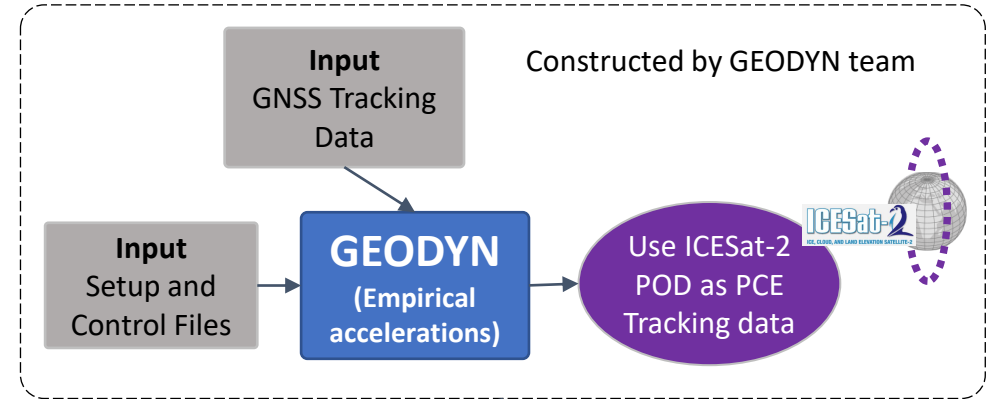 Input
GNSS Tracking
Data
Constructed by GEODYN team
Input
Setup and
Control Files
GEODYN
(Empirical
accelerations)
Use ICESat-2
POD as PCE
Tracking data
ICESat-2
ICE, CLOUD, AND LAND ELEVATION SATELLITE-2